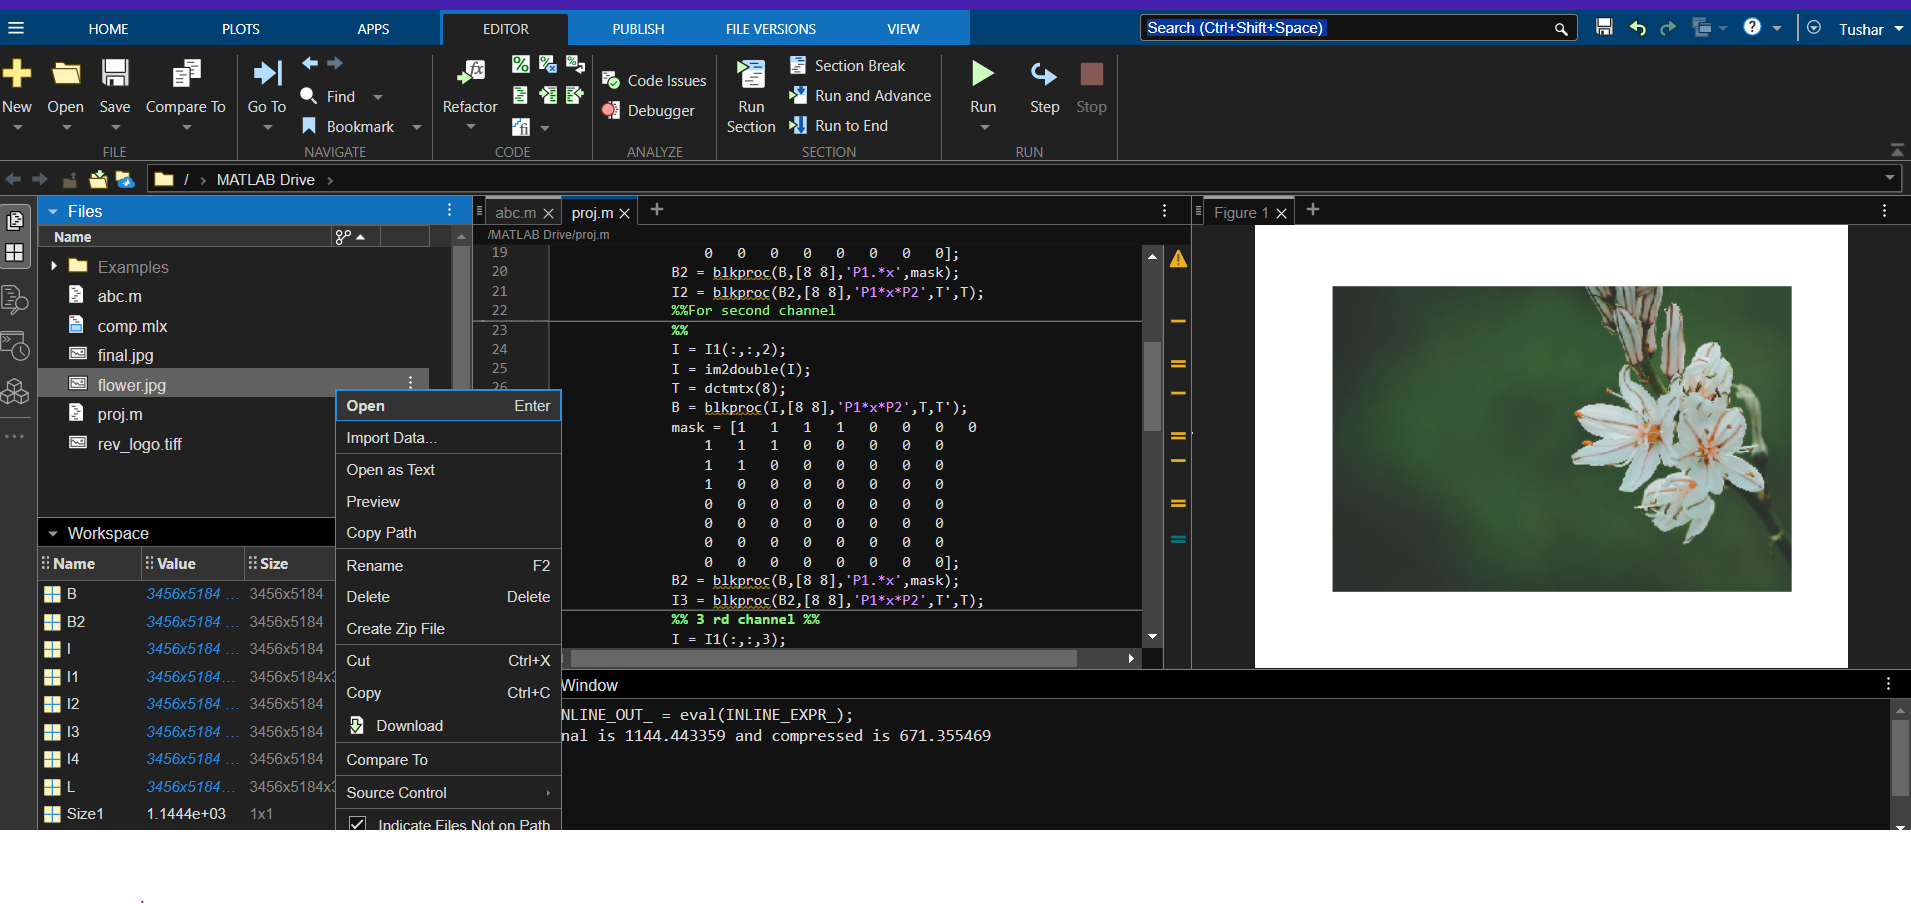 HOME PLOTS APPS EDITOR PUBLISH FILE VERSIONS VIEW Search (Ctrl+Shift+Space) Tushar
New Open Save Compare To
FILE
Go To Find Bookmark
NAVIGATE
Refactor
CODE
Code Issues
Debugger
ANALYZE
Run Section
Section Break
Run and Advance
Run to End
SECTION
Run Step Stop
RUN
/ › MATLAB Drive ›
Files
Name
Examples
abc.m
comp.mlx
final.jpg
flower.jpg
proj.m
rev_logo.tiff
Open Enter
Import Data...
Open as Text
Preview
Copy Path
Rename F2
Delete Delete
Create Zip File
Cut Ctrl+X
Copy Ctrl+C
Download
Compare To
Source Control
Indicate Files Not on Path
Workspace
Name Value Size
B 3456x5184 ... 3456x5184
B2 3456x5184 ... 3456x5184
I 3456x5184 ... 3456x5184
I1 3456x5184... 3456x5184x3
I2 3456x5184 ... 3456x5184
I3 3456x5184 ... 3456x5184
I4 3456x5184 ... 3456x5184
L 3456x5184... 3456x5184x3
Size1 1.1444e+03 1x1
abc.m proj.m
/MATLAB Drive/proj.m
19 0 0 0 0 0 0 0 0];
20 B2 = blkproc(B,[8 8],'P1.*x',mask);
21 I2 = blkproc(B2,[8 8],'P1*x*P2',T',T);
22 %%For second channel
23 %%
24 I = I1(:,:,2);
25 I = im2double(I);
26 T = dctmtx(8);
B = blkproc(I,[8 8],'P1*x*P2',T,T');
mask = [1 1 1 1 0 0 0 0
1 1 1 0 0 0 0 0
1 1 0 0 0 0 0 0
1 0 0 0 0 0 0 0
0 0 0 0 0 0 0 0
0 0 0 0 0 0 0 0
0 0 0 0 0 0 0 0
0 0 0 0 0 0 0 0];
B2 = blkproc(B,[8 8],'P1.*x',mask);
I3 = blkproc(B2,[8 8],'P1*x*P2',T',T);
%% 3 rd channel %%
I = I1(:,:,3);
Figure 1
Window
NLINE_OUT_ = eval(INLINE_EXPR_);
nal is 1144.443359 and compressed is 671.355469